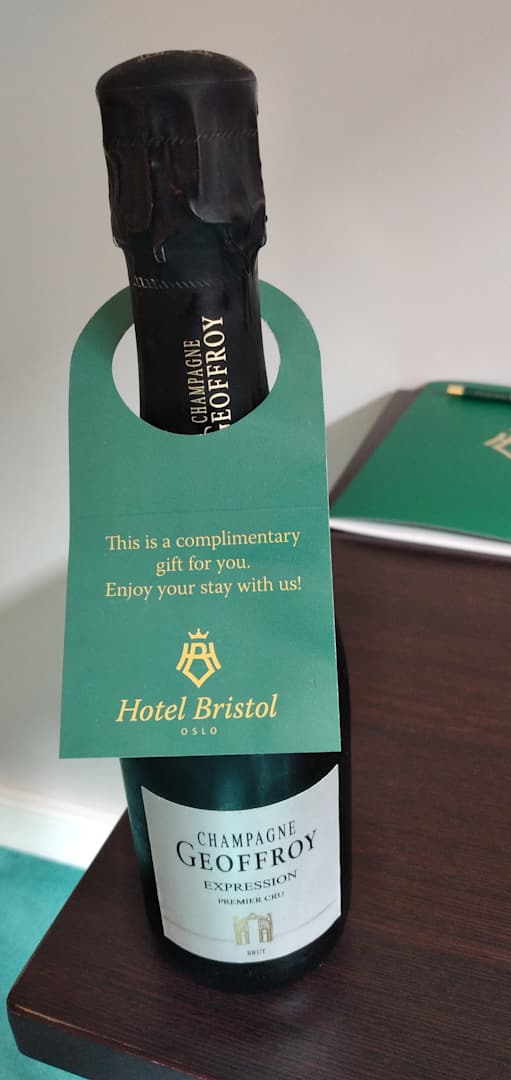 CHAMPAGNE
GEOFFROY
This is a complimentary
gift for you.
Enjoy your stay with us!
Hotel Bristol
OSLO
CHAMPAGNE
GEOFFROY
EXPRESSION
PREMIER CRU
BRUT